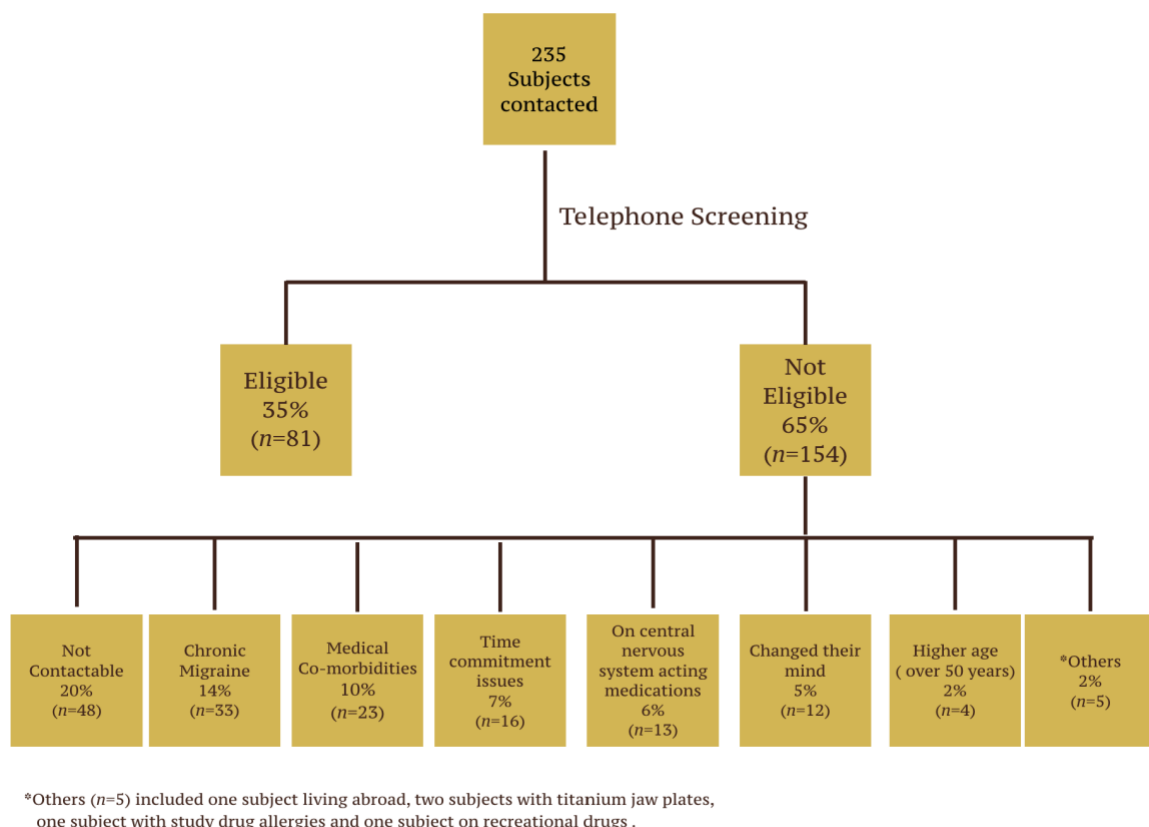 235
Subjects
contacted
Telephone Screening
Eligible
35%
(n=81)
Not
Eligible
65%
(n=154)
Not
Contactable
20%
(n=48)
Chronic
Migraine
14%
(n=33)
Medical
Co-morbidities
10%
(n=23)
Time
commitment
issues
7%
(n=16)
On central
nervous
system acting
medications
6%
(n=13)
Changed their
mind
5%
(n=12)
Higher age
( over 50 years)
2%
(n=4)
*Others
2%
(n=5)
*Others (n=5) included one subject living abroad, two subjects with titanium jaw plates,
one subject with study drug allergies and one subject on recreational drugs .